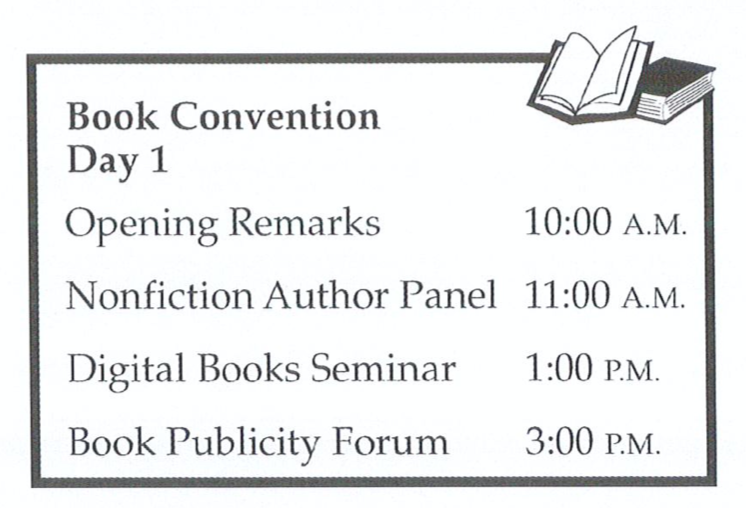 Book Convention
Day 1
Opening Remarks 10:00 A.M.
Nonfiction Author Panel 11:00 A.M.
Digital Books Seminar 1:00 P.M.
Book Publicity Forum 3:00 P.M.